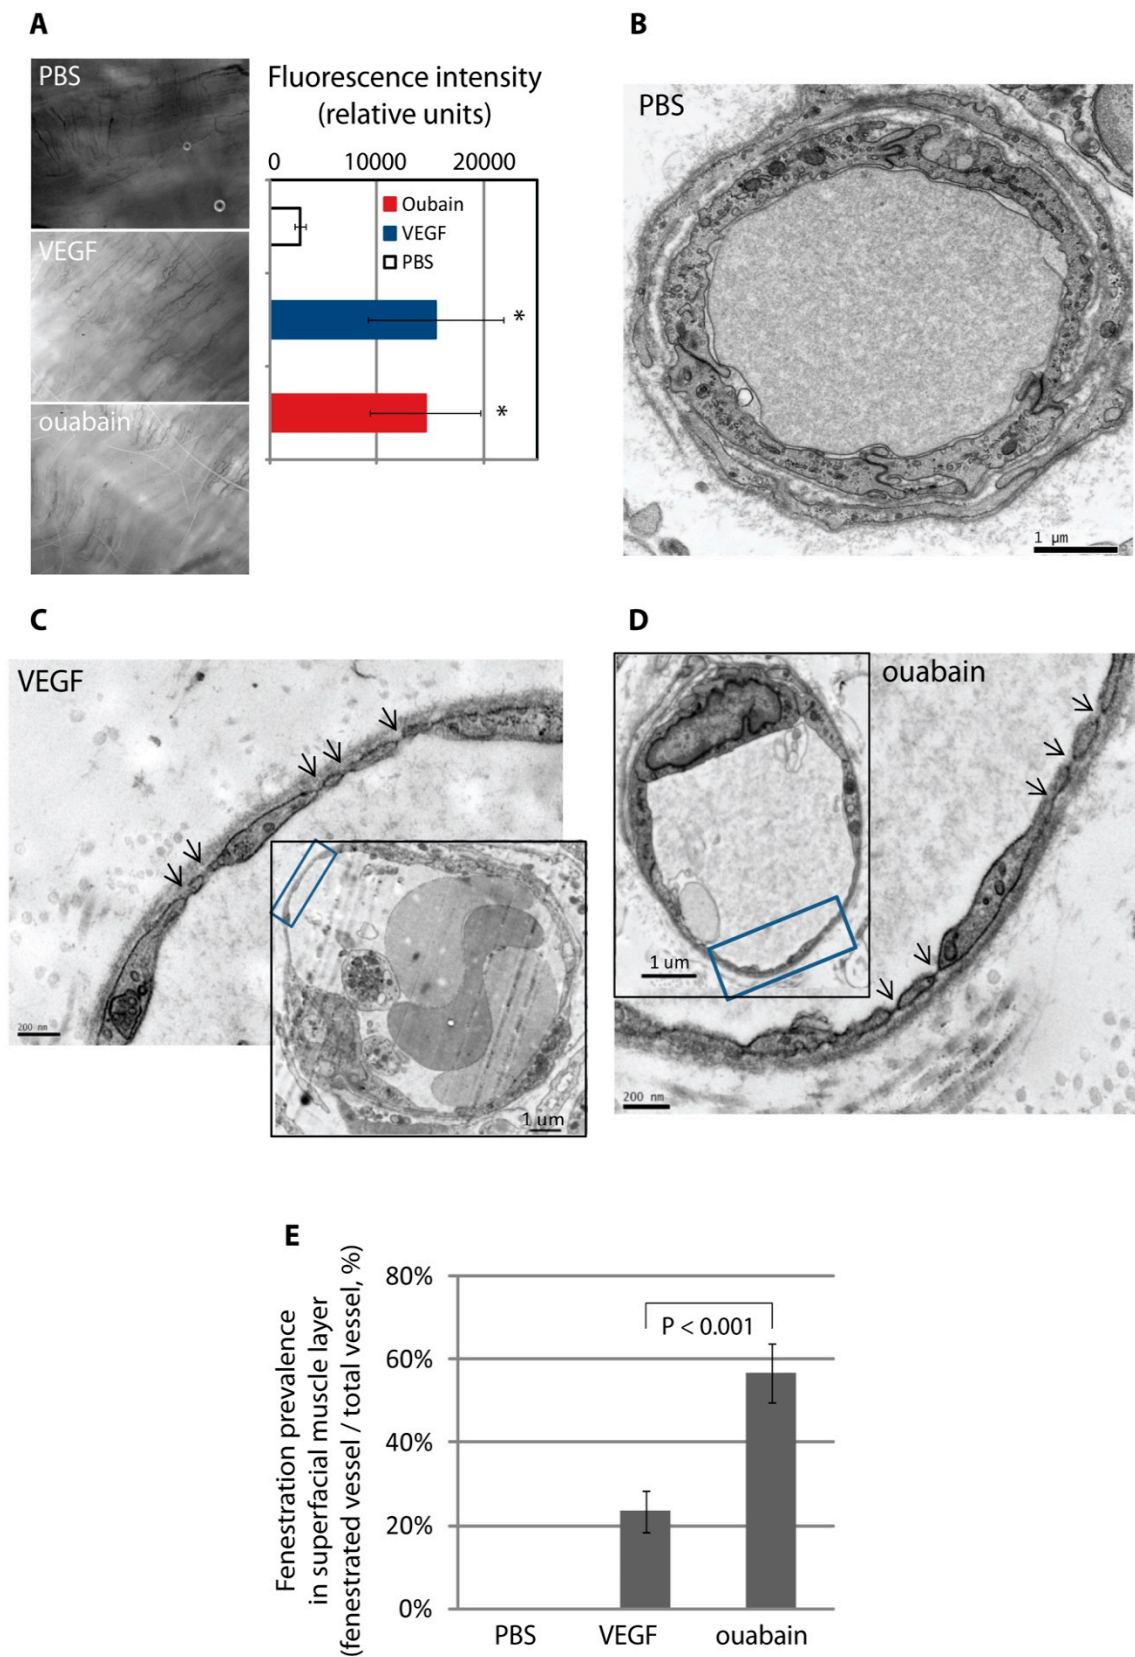 A
PBS
VEGF
ouabain
Fluorescence intensity
(relative units)
0 10000 20000
Oubain
VEGF
PBS
*
*
B
PBS
1 µm
C
VEGF
200 nm
1 um
D
ouabain
1 um
200 nm
E
Fenestration prevalence
in superfacial muscle layer
(fenestrated vessel / total vessel, %)
80%
60%
40%
20%
0%
P < 0.001
PBS VEGF ouabain